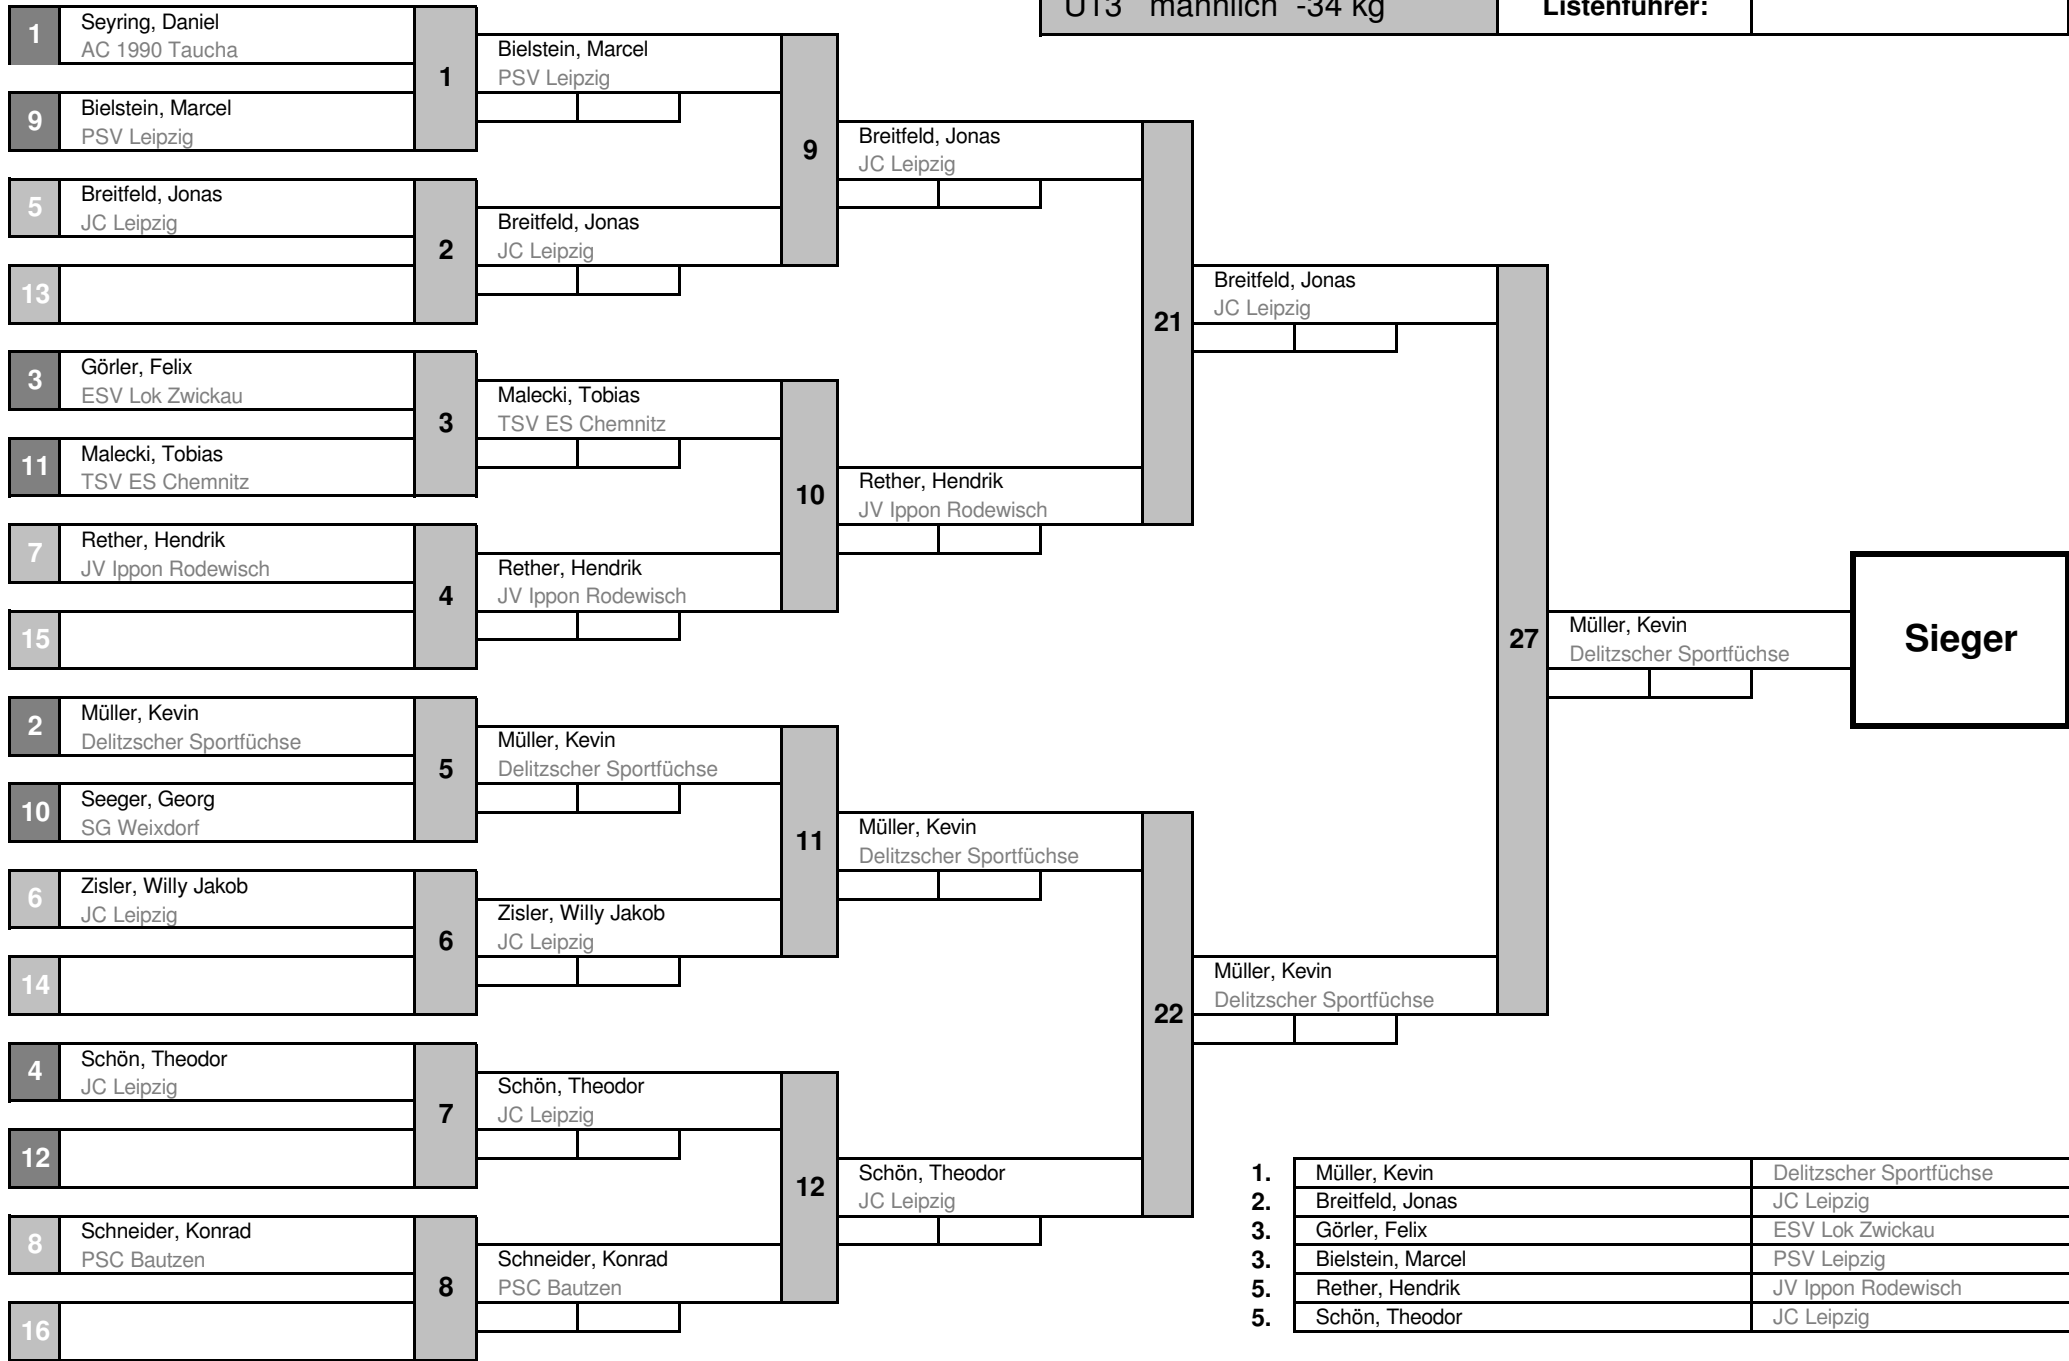 U13 männlich -34 kg
Listenführer:
1
Seyring, Daniel
AC 1990 Taucha
9
Bielstein, Marcel
PSV Leipzig
5
Breitfeld, Jonas
JC Leipzig
13
3
Görler, Felix
ESV Lok Zwickau
11
Malecki, Tobias
TSV ES Chemnitz
7
Rether, Hendrik
JV Ippon Rodewisch
15
2
Müller, Kevin
Delitzscher Sportfüchse
10
Seeger, Georg
SG Weixdorf
6
Zisler, Willy Jakob
JC Leipzig
14
4
Schön, Theodor
JC Leipzig
12
8
Schneider, Konrad
PSC Bautzen
16
1
Bielstein, Marcel
PSV Leipzig
2
Breitfeld, Jonas
JC Leipzig
3
Malecki, Tobias
TSV ES Chemnitz
4
Rether, Hendrik
JV Ippon Rodewisch
5
Müller, Kevin
Delitzscher Sportfüchse
6
Zisler, Willy Jakob
JC Leipzig
7
Schön, Theodor
JC Leipzig
8
Schneider, Konrad
PSC Bautzen
9
Breitfeld, Jonas
JC Leipzig
10
Rether, Hendrik
JV Ippon Rodewisch
11
Müller, Kevin
Delitzscher Sportfüchse
12
Schön, Theodor
JC Leipzig
21
Breitfeld, Jonas
JC Leipzig
22
Müller, Kevin
Delitzscher Sportfüchse
27
Müller, Kevin
Delitzscher Sportfüchse
Sieger
1. Müller, Kevin Delitzscher Sportfüchse
2. Breitfeld, Jonas JC Leipzig
3. Görler, Felix ESV Lok Zwickau
3. Bielstein, Marcel PSV Leipzig
5. Rether, Hendrik JV Ippon Rodewisch
5. Schön, Theodor JC Leipzig